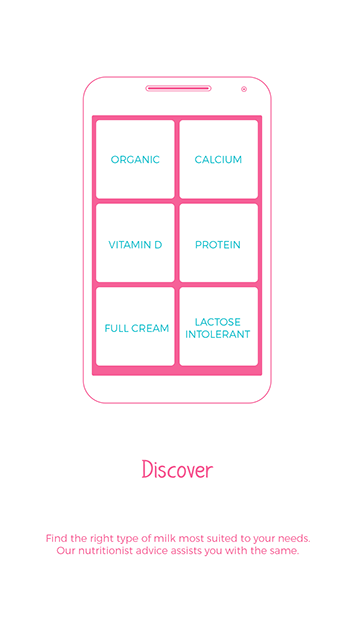 ORGANIC
CALCIUM
VITAMIN D
PROTEIN
FULL CREAM
LACTOSE
INTOLERANT
Discover
Find the right type of milk most suited to your needs.
Our nutritionist advice assists you with the same.